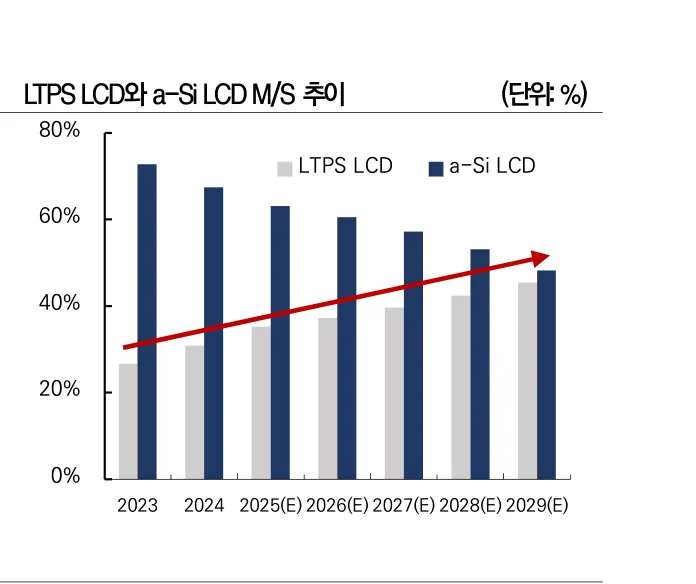 LTPS LCD와 a-Si LCD M/S 추이 (단위: %)
80%
LTPS LCD a-Si LCD
60%
40%
20%
0%
2023 2024 2025(E) 2026(E) 2027(E) 2028(E) 2029(E)